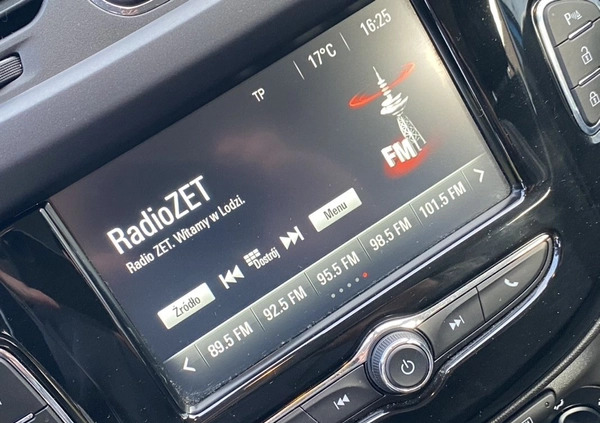 TP
17°C
16:25
FM
RadioZET
Radio ZET. Witamy w Lodzi.
Źródło
Dostrój
Menu
89.5 FM
92.5 FM
95.5 FM
98.5 FM
101.5 FM
P